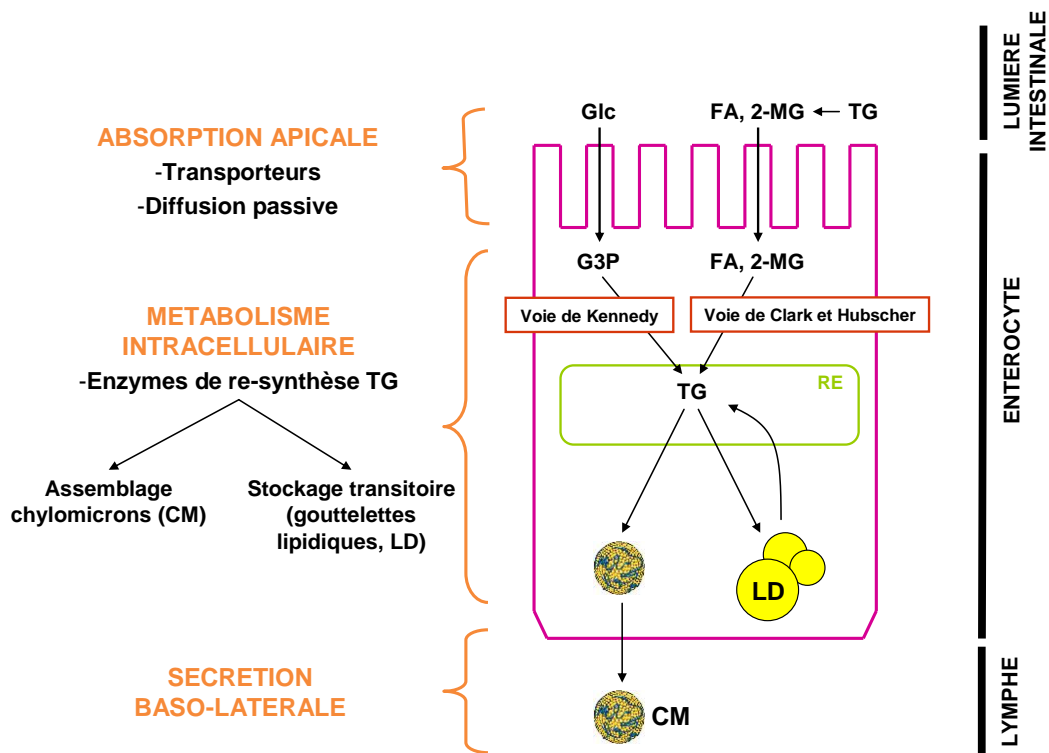 ABSORPTION APICALE
-Transporteurs
-Diffusion passive
METABOLISME
INTRACELLULAIRE
-Enzymes de re-synthèse TG
Assemblage
chylomicrons (CM)
Stockage transitoire
(gouttelettes
lipidiques, LD)
SECRETION
BASO-LATERALE
Glc
FA, 2-MG
TG
G3P
FA, 2-MG
Voie de Kennedy
Voie de Clark et Hubscher
RE
TG
LD
CM
LUMIERE
INTESTINALE
ENTEROCYTE
LYMPHE